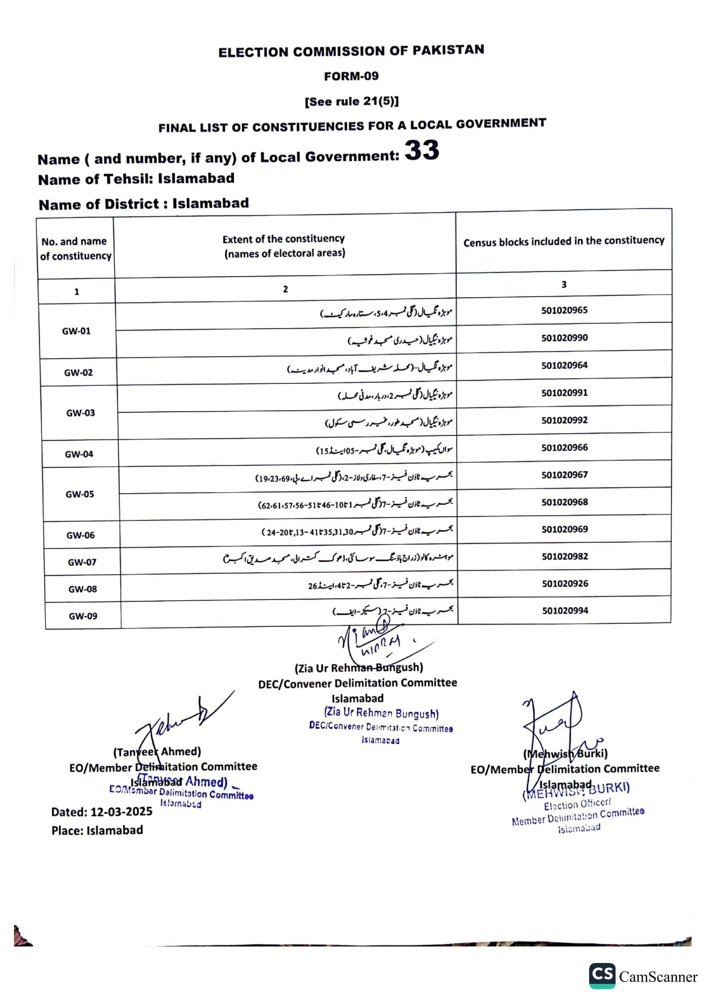 ELECTION COMMISSION OF PAKISTAN
FORM-09
[See rule 21(5)]
FINAL LIST OF CONSTITUENCIES FOR A LOCAL GOVERNMENT
Name ( and number, if any) of Local Government: 33
Name of Tehsil: Islamabad
Name of District : Islamabad
No. and name of constituency | Extent of the constituency (names of electoral areas) | Census blocks included in the constituency
1 | 2 | 3
GW-01 | موہڑہ نگیال (گلی نمبر 4،5، ستارہ مارکیٹ) | 501020965
موہڑہ نیگیال (حیدری مسجد غوثیہ) | 501020990
GW-02 | موہڑہ نگیال-(محلہ شریف آباد، مسجد انوار مدینہ) | 501020964
GW-03 | موہڑہ نیگیال (گلی نمبر 2، دربار، مدنی محلہ) | 501020991
موہڑہ نیگیال (مسجد طور، غیر رسمی سکول) | 501020992
GW-04 | سواں کیمپ (موہڑہ نگیال، گلی نمبر-05 اینڈ 15) | 501020966
GW-05 | بحریہ ٹاؤن فیز-7، سفاری ولاز-2، (گلی نمبر اے، بی، 69، 23، 19) | 501020967
بحریہ ٹاؤن فیز-7 (گلی نمبر 1 تا 10-46 تا 51-56، 57، 61، 62) | 501020968
GW-06 | بحریہ ٹاؤن فیز-7 (گلی نمبر 30,31,35 تا 41 -13, تا 20-24 ) | 501020969
GW-07 | موہترہ کالو (زراج ہاؤسنگ سوسائٹی، ڈھوک کترالی، مسجد صدیق اکبرؓ) | 501020982
GW-08 | بحریہ ٹاؤن فیز-7، گلی نمبر-2 تا 4، اینڈ 26 | 501020926
GW-09 | بحریہ ٹاؤن فیز-7 (سیکڑ-ایف) | 501020994
(Zia Ur Rehman Bungush)
DEC/Convener Delimitation Committee
Islamabad
(Zia Ur Rehman Bungush)
DEC/Convener Delimitation Committee
Islamabad
(Tanveer Ahmed)
EO/Member Delimitation Committee
Islamabad
(Tanveer Ahmed)
EO/Member Delimitation Committee
Islamabad
(Mehwish Burki)
EO/Member Delimitation Committee
Islamabad
(MEHWISH BURKI)
Election Officer/
Member Delimitation Committee
Islamabad
Dated: 12-03-2025
Place: Islamabad
CS CamScanner